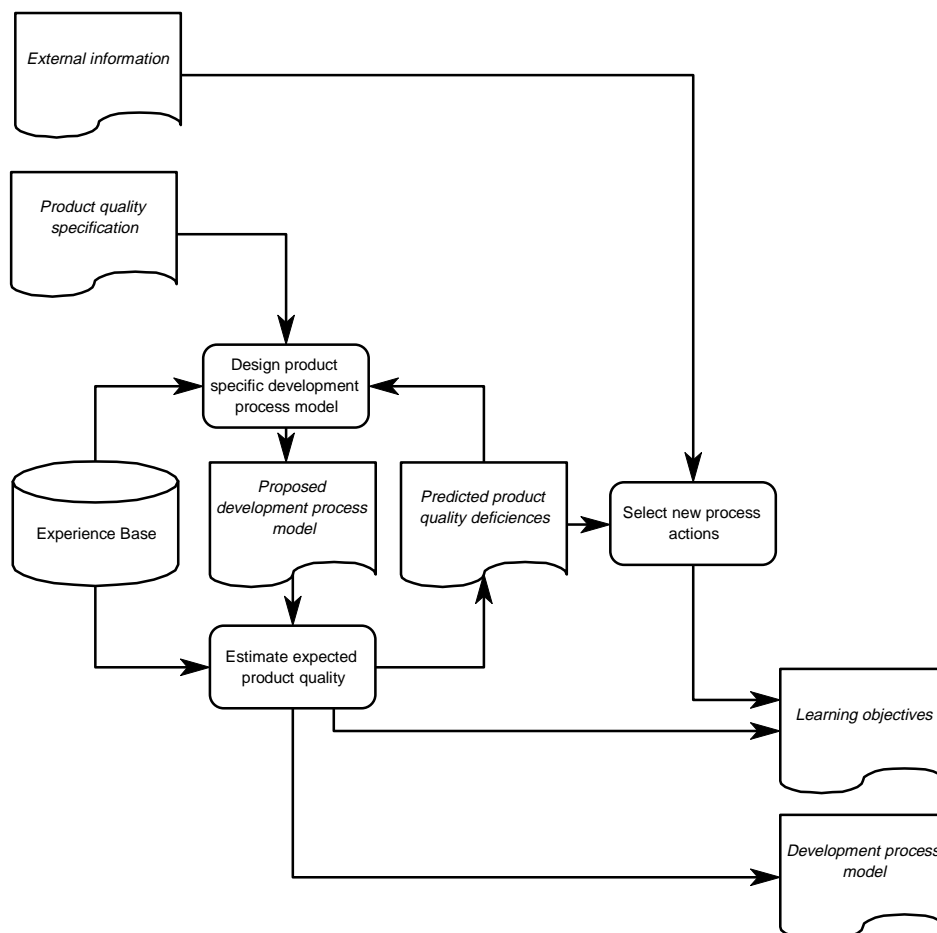 External information
Product quality
specification
Design product
specific development
process model
Experience Base
Proposed
development process
model
Predicted product
quality deficiences
Select new process
actions
Estimate expected
product quality
Learning objectives
Development process
model